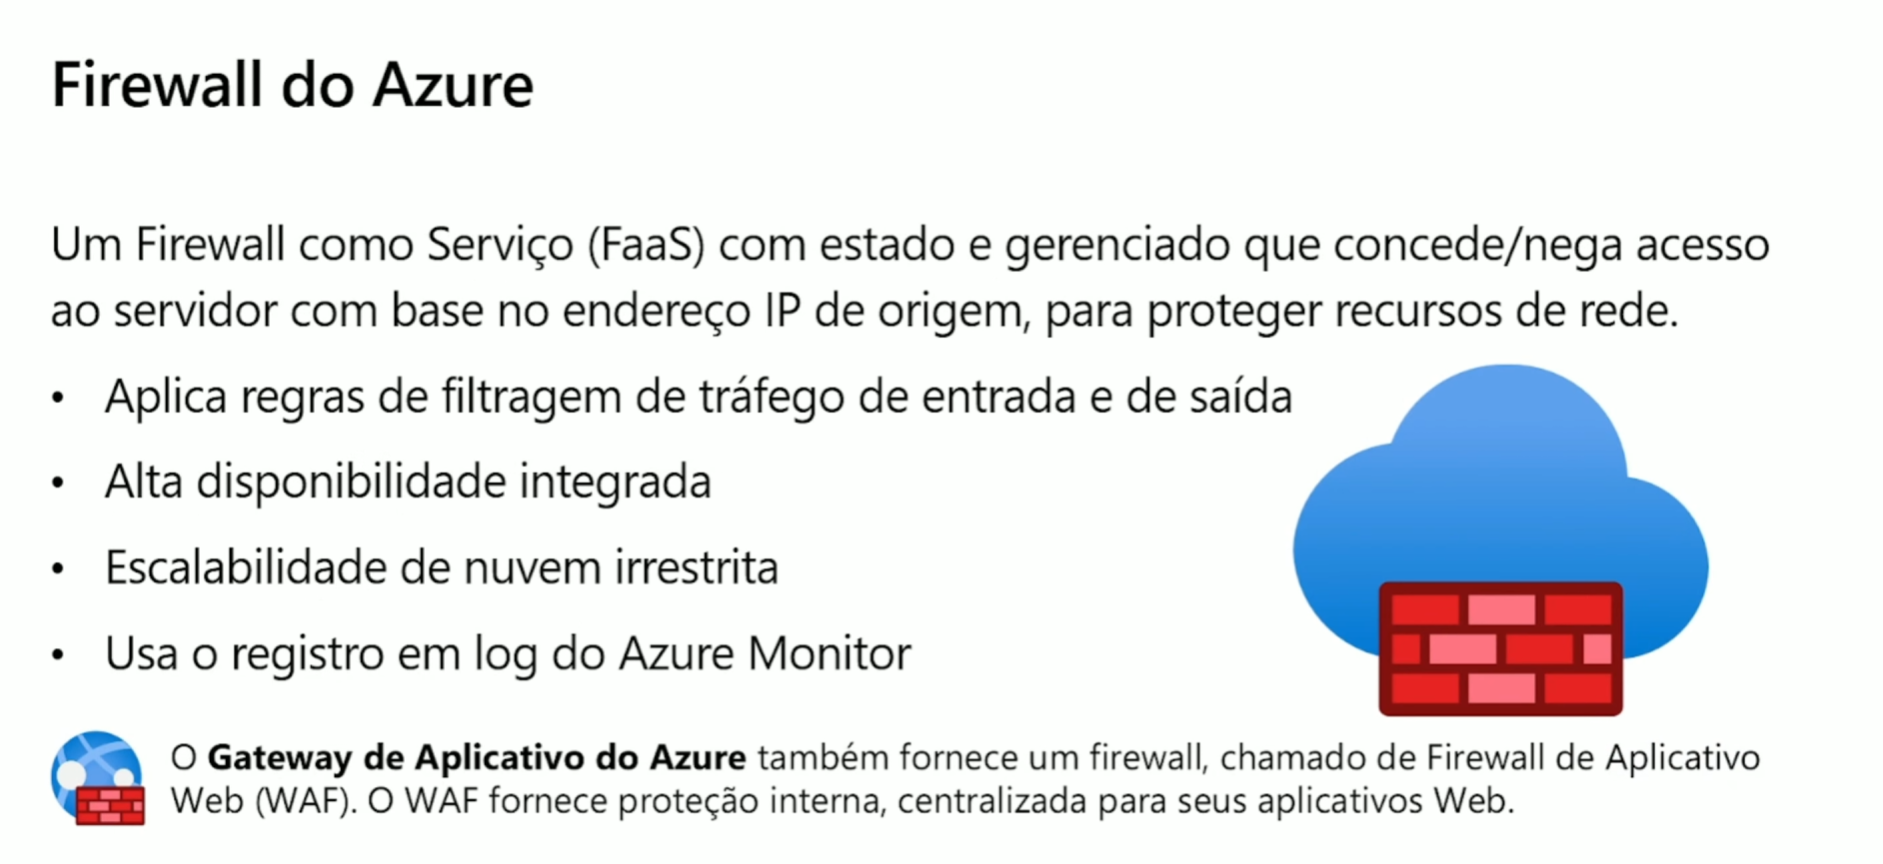 Firewall do Azure
Um Firewall como Serviço (FaaS) com estado e gerenciado que concede/nega acesso
ao servidor com base no endereço IP de origem, para proteger recursos de rede.
• Aplica regras de filtragem de tráfego de entrada e de saída
• Alta disponibilidade integrada
• Escalabilidade de nuvem irrestrita
• Usa o registro em log do Azure Monitor
O Gateway de Aplicativo do Azure também fornece um firewall, chamado de Firewall de Aplicativo
Web (WAF). O WAF fornece proteção interna, centralizada para seus aplicativos Web.